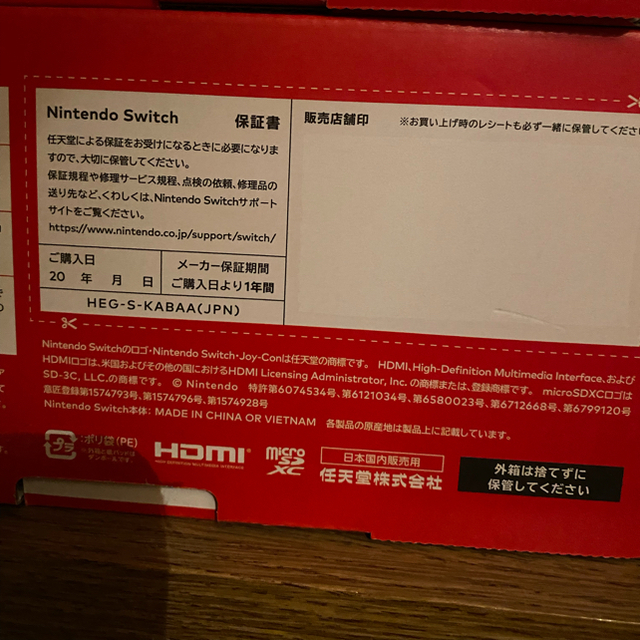 Nintendo Switch 保証書
任天堂による保証をお受けになるときに必要になりま
すので、大切に保管してください。
保証規程や修理サービス規程、点検の依頼、修理品の
送り先など、くわしくは、Nintendo Switchサポート
サイトをご覧ください。
https://www.nintendo.co.jp/support/switch/
ご購入日
20 年 月 日
メーカー保証期間
ご購入日より1年間
HEG-S-KABAA(JPN)
販売店舗印 ※お買い上げ時のレシートも必ず一緒に保管してくださ
Nintendo Switchのロゴ・Nintendo Switch・Joy-Conは任天堂の商標です。 HDMI、High-Definition Multimedia Interface、および
HDMIロゴは、米国およびその他の国におけるHDMI Licensing Administrator, Inc. の商標または、登録商標です。 microSDXCロゴは
SD-3C, LLC.の商標です。 © Nintendo 特許第6074534号、第6121034号、第6580023号、第6712668号、第6799120号
意匠登録第1574793号、第1574796号、第1574928号
Nintendo Switch本体: MADE IN CHINA OR VIETNAM 各製品の原産地は製品上に記載しています。
プラ
:ポリ袋(PE)
HDMI
HIGH-DEFINITION MULTIMEDIA INTERFACE
micro
SD
XC
日本国内販売用
任天堂株式会社
外箱は捨てずに
保管してください